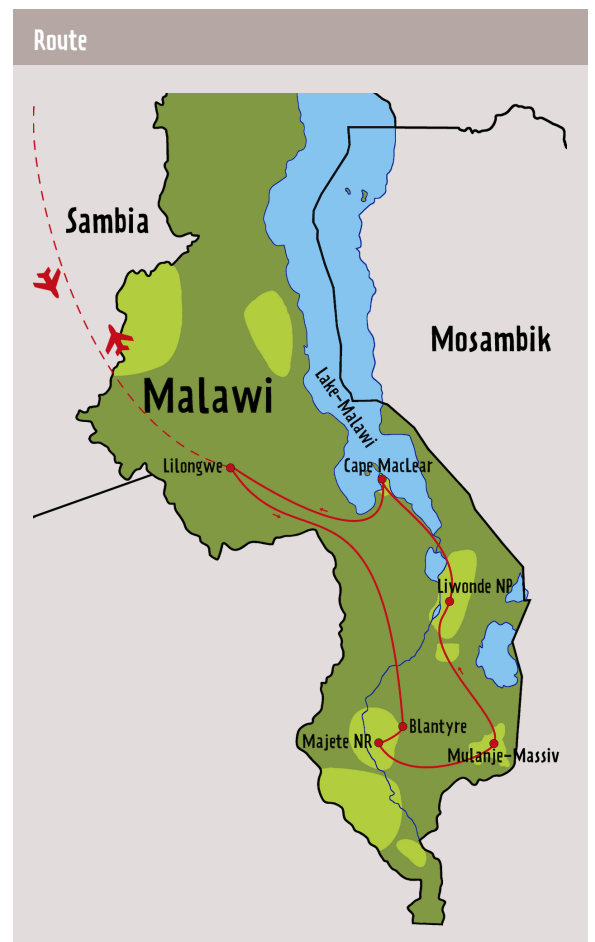 Route
Sambia
Mosambik
Malawi
Lake-Malawi
Lilongwe
Cape MacLear
Liwonde NP
Blantyre
Majete NR
Mulanje-Massiv